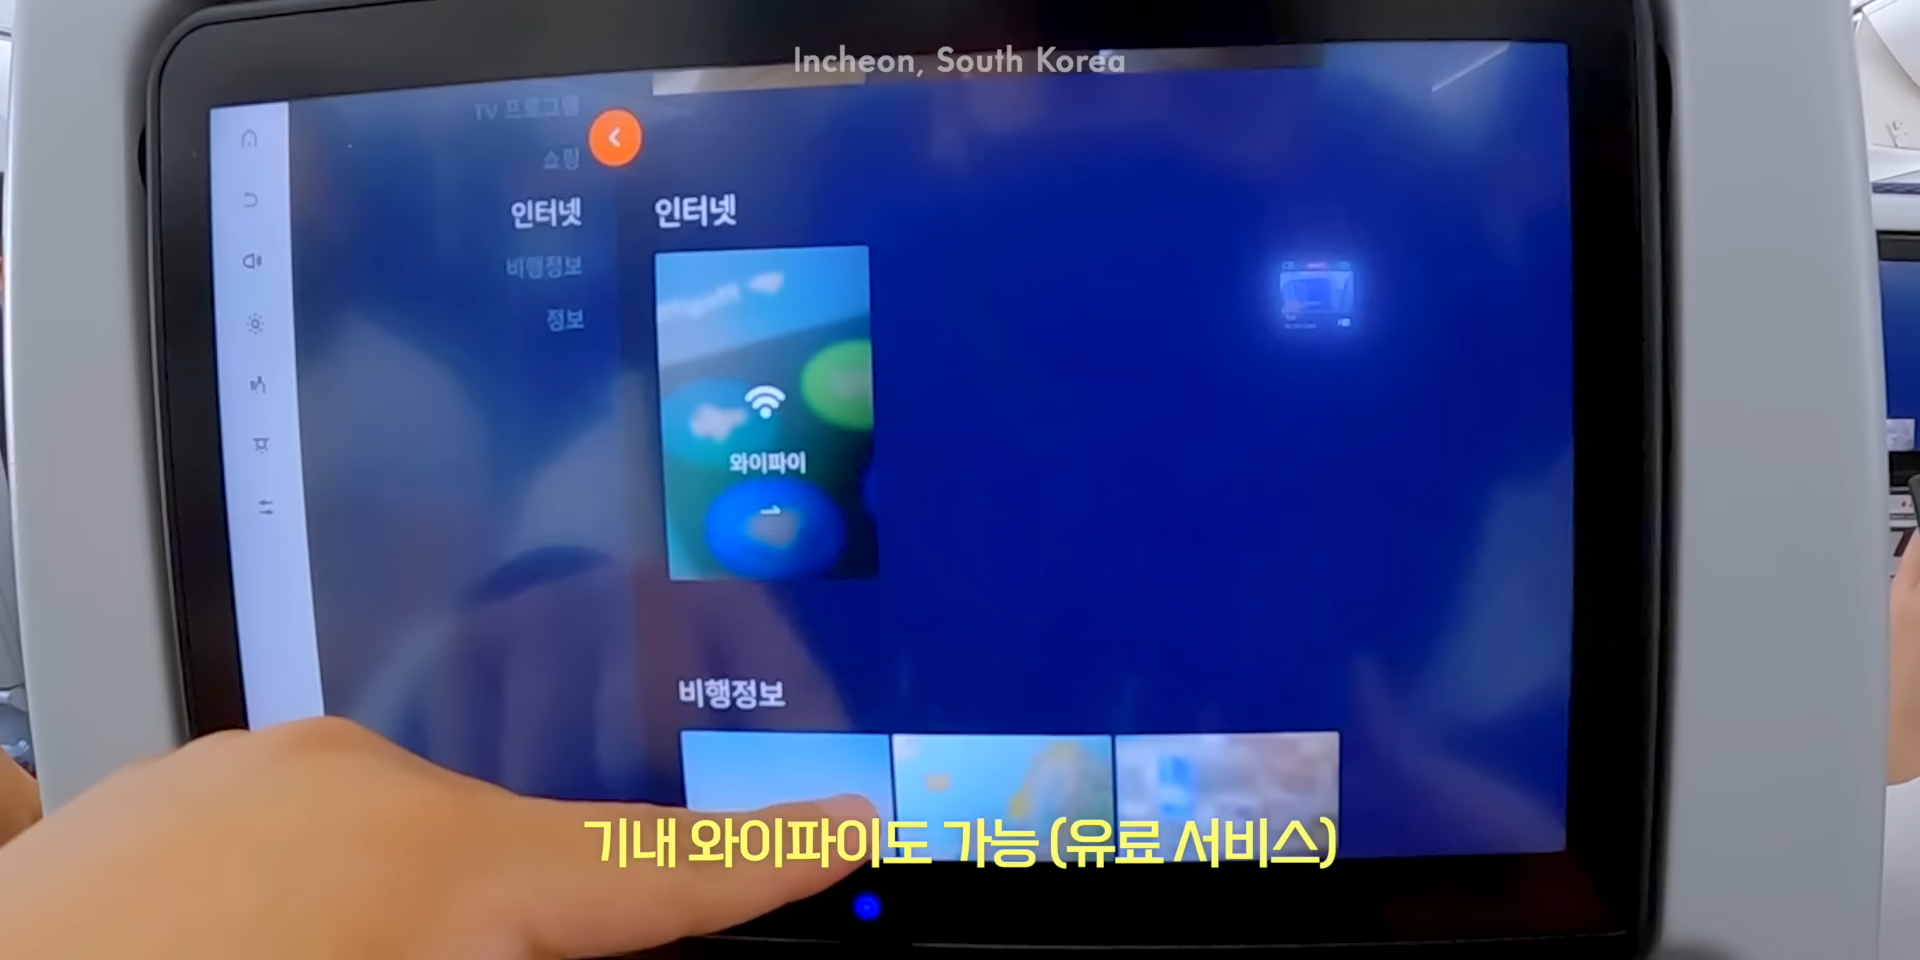 Incheon, South Korea
TV 프로그램
쇼핑
인터넷
비행정보
정보
인터넷
와이파이
비행정보
기내 와이파이도 가능 (유료 서비스)